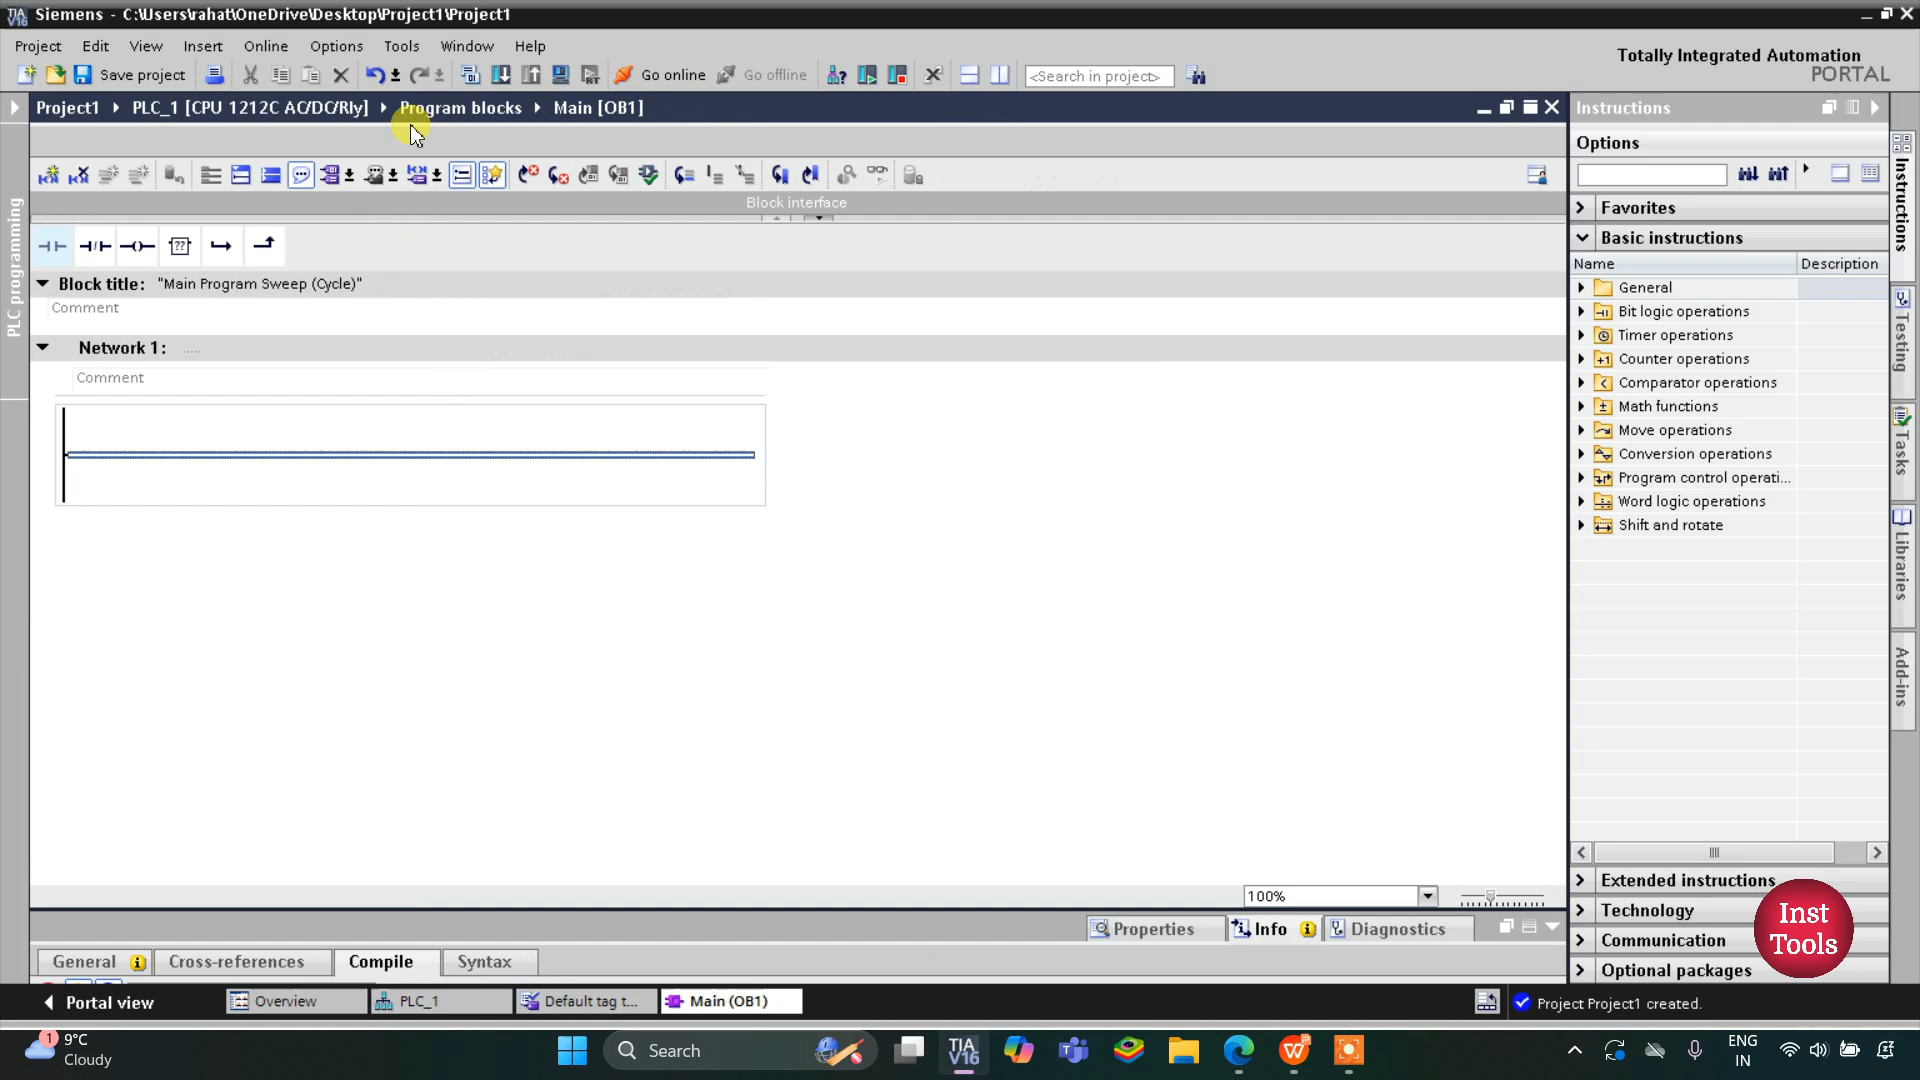 Siemens - C:\Users\rahat\OneDrive\Desktop\Project1\Project1
Project Edit View Insert Online Options Tools Window Help
Totally Integrated Automation
PORTAL
Save project Go online Go offline <Search in project>
Project1 PLC_1 [CPU 1212C AC/DC/Rly] Program blocks Main [OB1]
Instructions
Options
Block interface
Favorites
Basic instructions
Name Description
Block title: "Main Program Sweep (Cycle)"
Comment
Network 1: .....
Comment
General
Bit logic operations
Timer operations
Counter operations
Comparator operations
Math functions
Move operations
Conversion operations
Program control operati...
Word logic operations
Shift and rotate
PLC programming
Instructions
Testing
Tasks
Libraries
Add-ins
100%
Extended instructions
Technology
Communication
Optional packages
Inst
Tools
Properties Info Diagnostics
General Cross-references Compile Syntax
Portal view Overview PLC_1 Default tag t... Main (OB1) Project Project1 created.
TIA
V16
1
9°C
Cloudy
Search
TIA
V16
ENG
IN